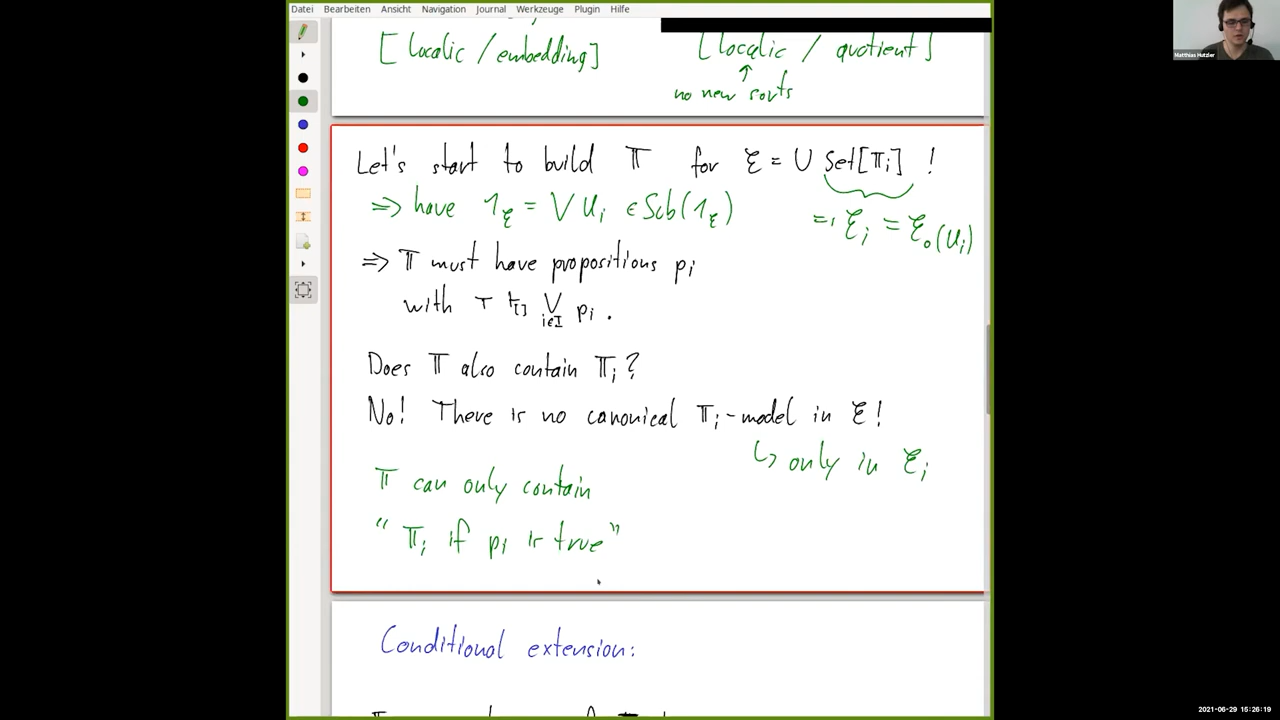 Datei Bearbeiten Ansicht Navigation Journal Werkzeuge Plugin Hilfe
[localic / embedding] [localic / quotient]
↑
no new sorts
Let's start to build 𝕋 for ℰ = ∪ Set[𝕋ᵢ] !
⇒ have 1_ℰ = ⋁ Uᵢ ∈ Sub(1_ℰ) =: ℰᵢ = ℰ_o(Uᵢ)
⇒ 𝕋 must have propositions pᵢ
with ⊤ ⊢_[] ⋁_{i∈I} pᵢ .
Does 𝕋 also contain 𝕋ᵢ?
No! There is no canonical 𝕋ᵢ-model in ℰ!
↳ only in ℰᵢ
𝕋 can only contain
"𝕋ᵢ if pᵢ is true"
Conditional extension:
Matthias Hutzler
2021-06-29 15:26:19